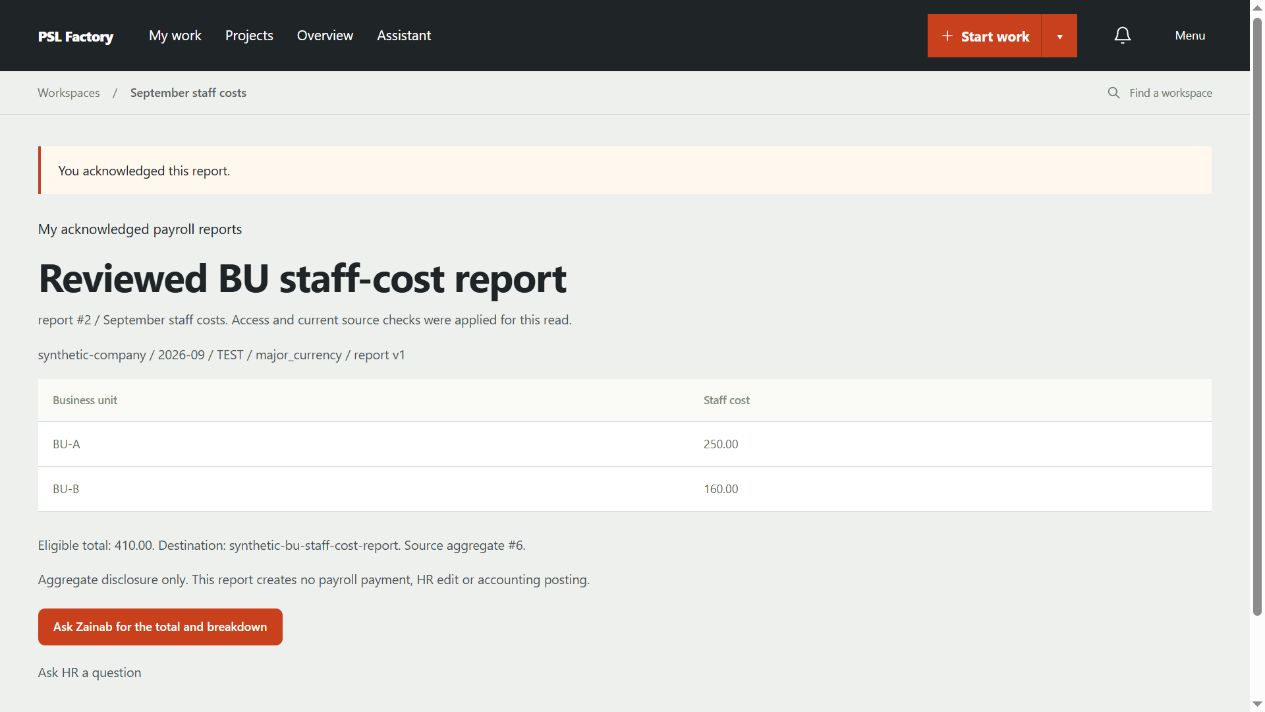 PSL Factory My work Projects Overview Assistant + Start work Menu
Workspaces / September staff costs Find a workspace
You acknowledged this report.
My acknowledged payroll reports
Reviewed BU staff-cost report
report #2 / September staff costs. Access and current source checks were applied for this read.
synthetic-company / 2026-09 / TEST / major_currency / report v1
Business unit Staff cost
BU-A 250.00
BU-B 160.00
Eligible total: 410.00. Destination: synthetic-bu-staff-cost-report. Source aggregate #6.
Aggregate disclosure only. This report creates no payroll payment, HR edit or accounting posting.
Ask Zainab for the total and breakdown
Ask HR a question